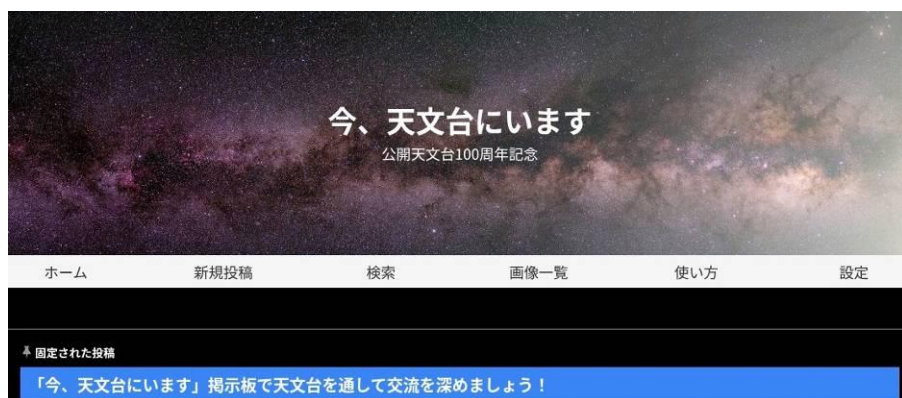 今、天文台にいます
公開天文台100周年記念
ホーム 新規投稿 検索 画像一覧 使い方 設定
固定された投稿
「今、天文台にいます」掲示板で天文台を通して交流を深めましょう！